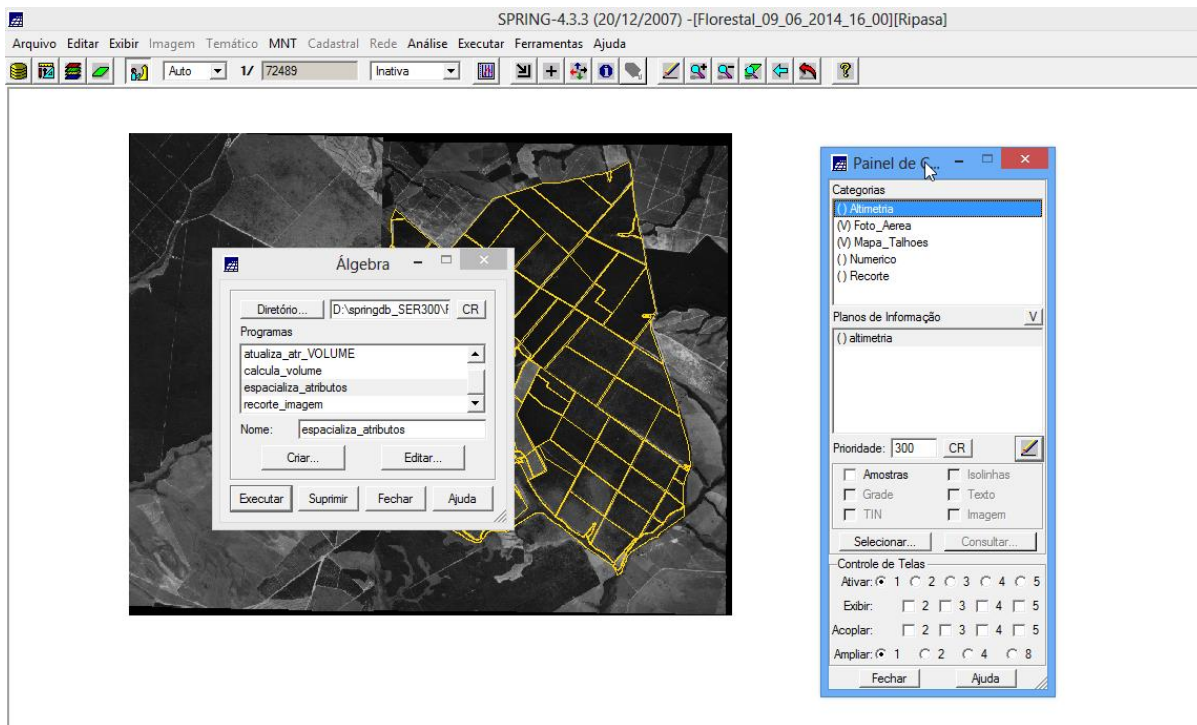 SPRING-4.3.3 (20/12/2007) -[Florestal_09_06_2014_16_00][Ripasa]
Arquivo Editar Exibir Imagem Temático MNT Cadastral Rede Análise Executar Ferramentas Ajuda
Auto 1/ 72489 Inativa
Álgebra
Diretório... D:\springdb_SER300\F CR
Programas
atualiza_atr_VOLUME
calcula_volume
espacializa_atributos
recorte_imagem
Nome: espacializa_atributos
Criar... Editar...
Executar Suprimir Fechar Ajuda
Painel de C...
Categorias
( ) Altimetria
(V) Foto_Aerea
(V) Mapa_Talhoes
( ) Numerico
( ) Recorte
Planos de Informação V
( ) altimetria
Prioridade: 300 CR
Amostras Isolinhas
Grade Texto
TIN Imagem
Selecionar... Consultar...
Controle de Telas
Ativar: 1 2 3 4 5
Exibir: 2 3 4 5
Acoplar: 2 3 4 5
Ampliar: 1 2 4 8
Fechar Ajuda